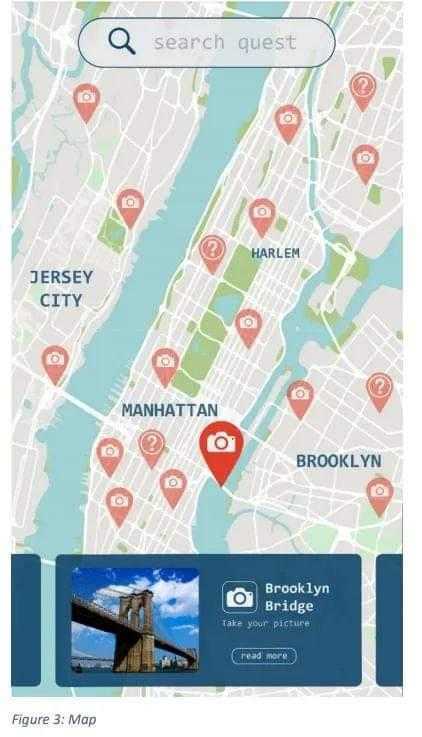 search quest
?
HARLEM
?
JERSEY
CITY
MANHATTAN
?
?
BROOKLYN
Brooklyn
Bridge
Take your picture
read more
Figure 3: Map